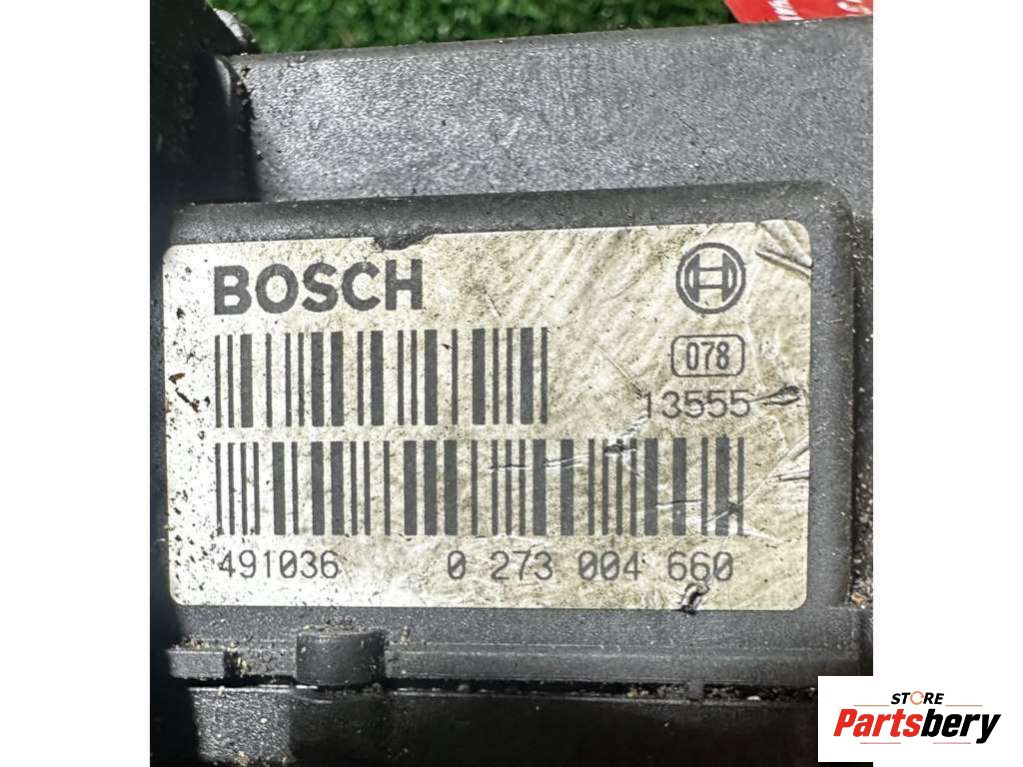 BOSCH
078
13555
491036 0 273 004 660
STORE
Partsbery